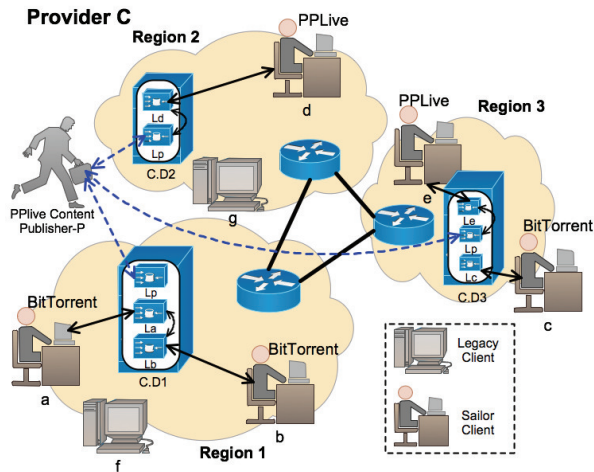 Provider C
Region 2
PPLive
d
Ld
Lp
C.D2
g
PPlive Content
Publisher-P
PPLive
Region 3
e
Le
Lp
Lc
C.D3
BitTorrent
c
BitTorrent
a
Lp
La
Lb
C.D1
BitTorrent
b
f
Region 1
Legacy
Client
Sailor
Client